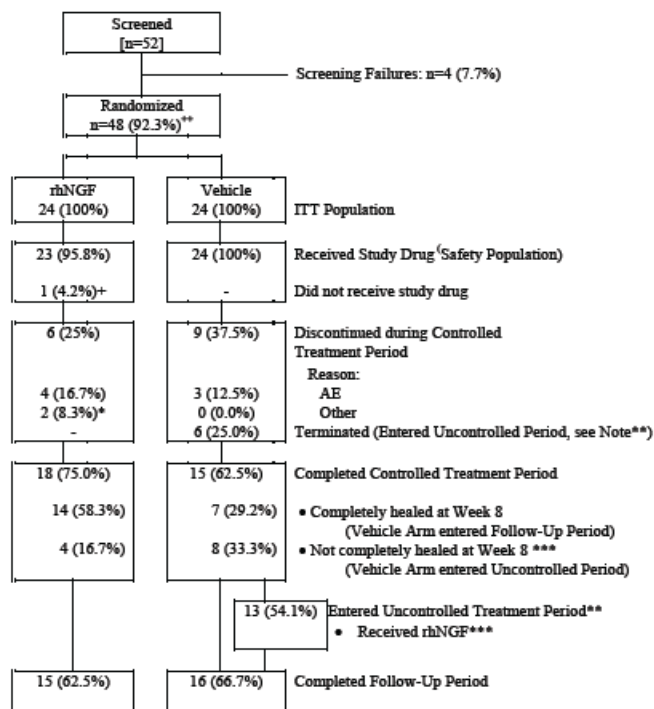 Screened
[n=52]
Screening Failures: n=4 (7.7%)
Randomized
n=48 (92.3%)++
rhNGF
24 (100%)
Vehicle
24 (100%)
ITT Population
23 (95.8%) 24 (100%) Received Study Drug (Safety Population)
1 (4.2%)+ - Did not receive study drug
6 (25%) 9 (37.5%) Discontinued during Controlled
Treatment Period
Reason:
4 (16.7%) 3 (12.5%) AE
2 (8.3%)* 0 (0.0%) Other
- 6 (25.0%) Terminated (Entered Uncontrolled Period, see Note**)
18 (75.0%) 15 (62.5%) Completed Controlled Treatment Period
14 (58.3%) 7 (29.2%) • Completely healed at Week 8
(Vehicle Arm entered Follow-Up Period)
4 (16.7%) 8 (33.3%) • Not completely healed at Week 8 ***
(Vehicle Arm entered Uncontrolled Period)
13 (54.1%) Entered Uncontrolled Treatment Period**
• Received rhNGF***
15 (62.5%) 16 (66.7%) Completed Follow-Up Period